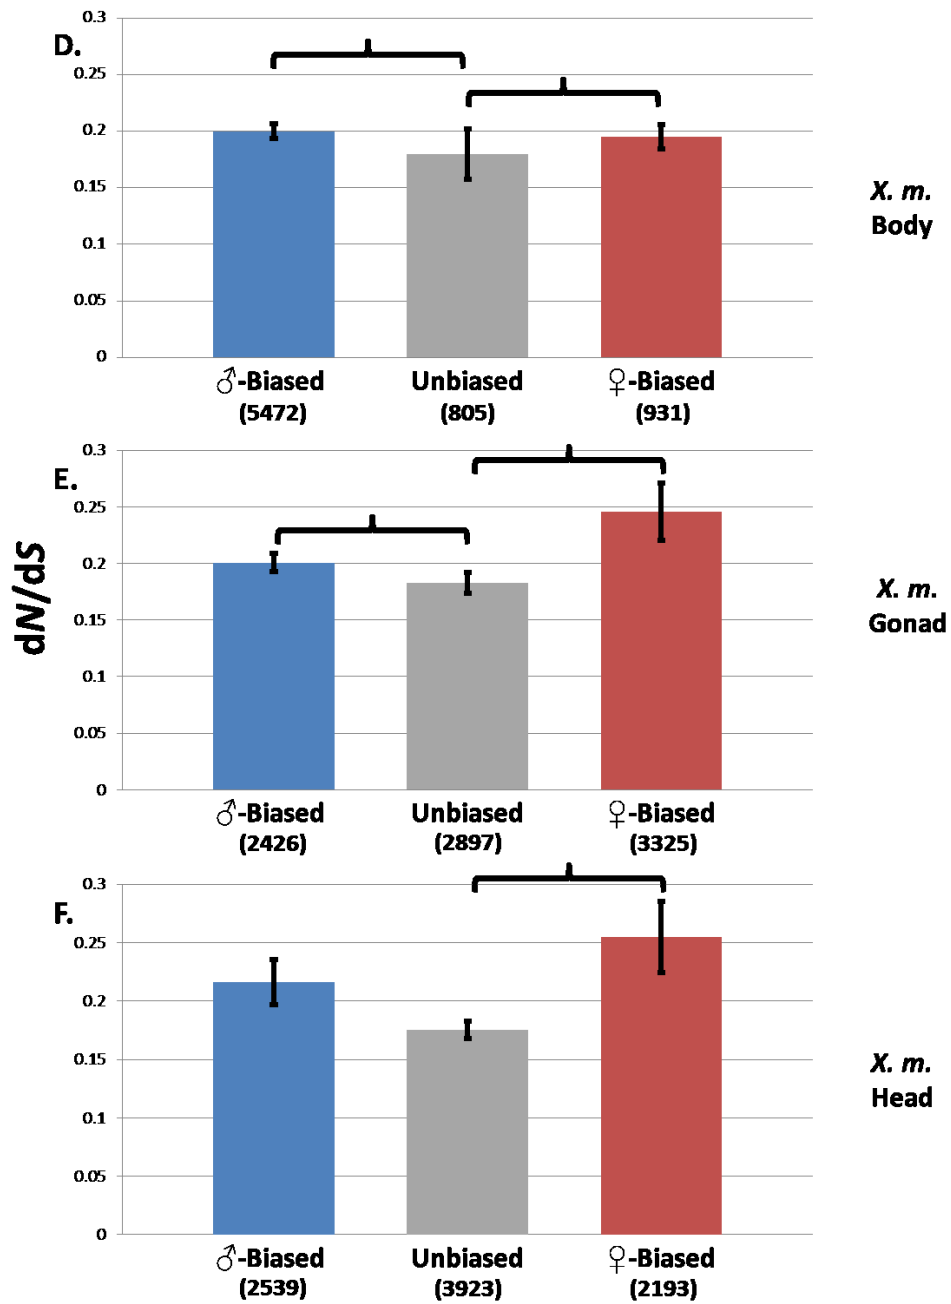 D.
0.3
0.25
0.2
0.15
0.1
0.05
0
♂-Biased
(5472)
Unbiased
(805)
♀-Biased
(931)
X. m.
Body
E.
0.3
0.25
0.2
0.15
0.1
0.05
0
dN/dS
♂-Biased
(2426)
Unbiased
(2897)
♀-Biased
(3325)
X. m.
Gonad
F.
0.3
0.25
0.2
0.15
0.1
0.05
0
♂-Biased
(2539)
Unbiased
(3923)
♀-Biased
(2193)
X. m.
Head